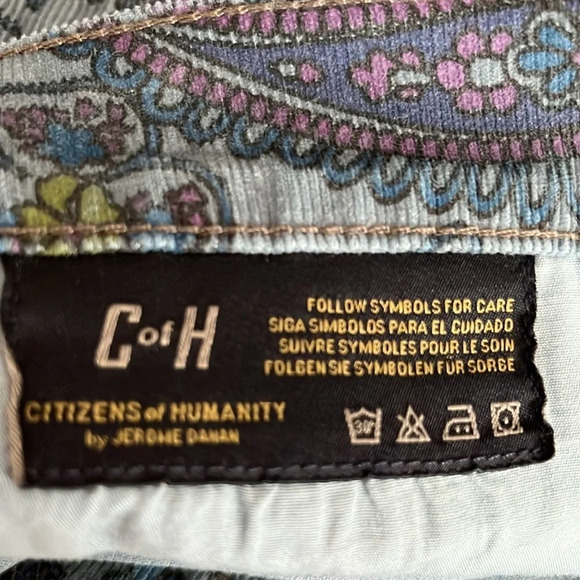 C of H
FOLLOW SYMBOLS FOR CARE
SIGA SIMBOLOS PARA EL CUIDADO
SUIVRE SYMBOLES POUR LE SOIN
FOLGEN SIE SYMBOLEN FUR SORGE
CITIZENS of HUMANITY
by JEROME DAHAN
30°